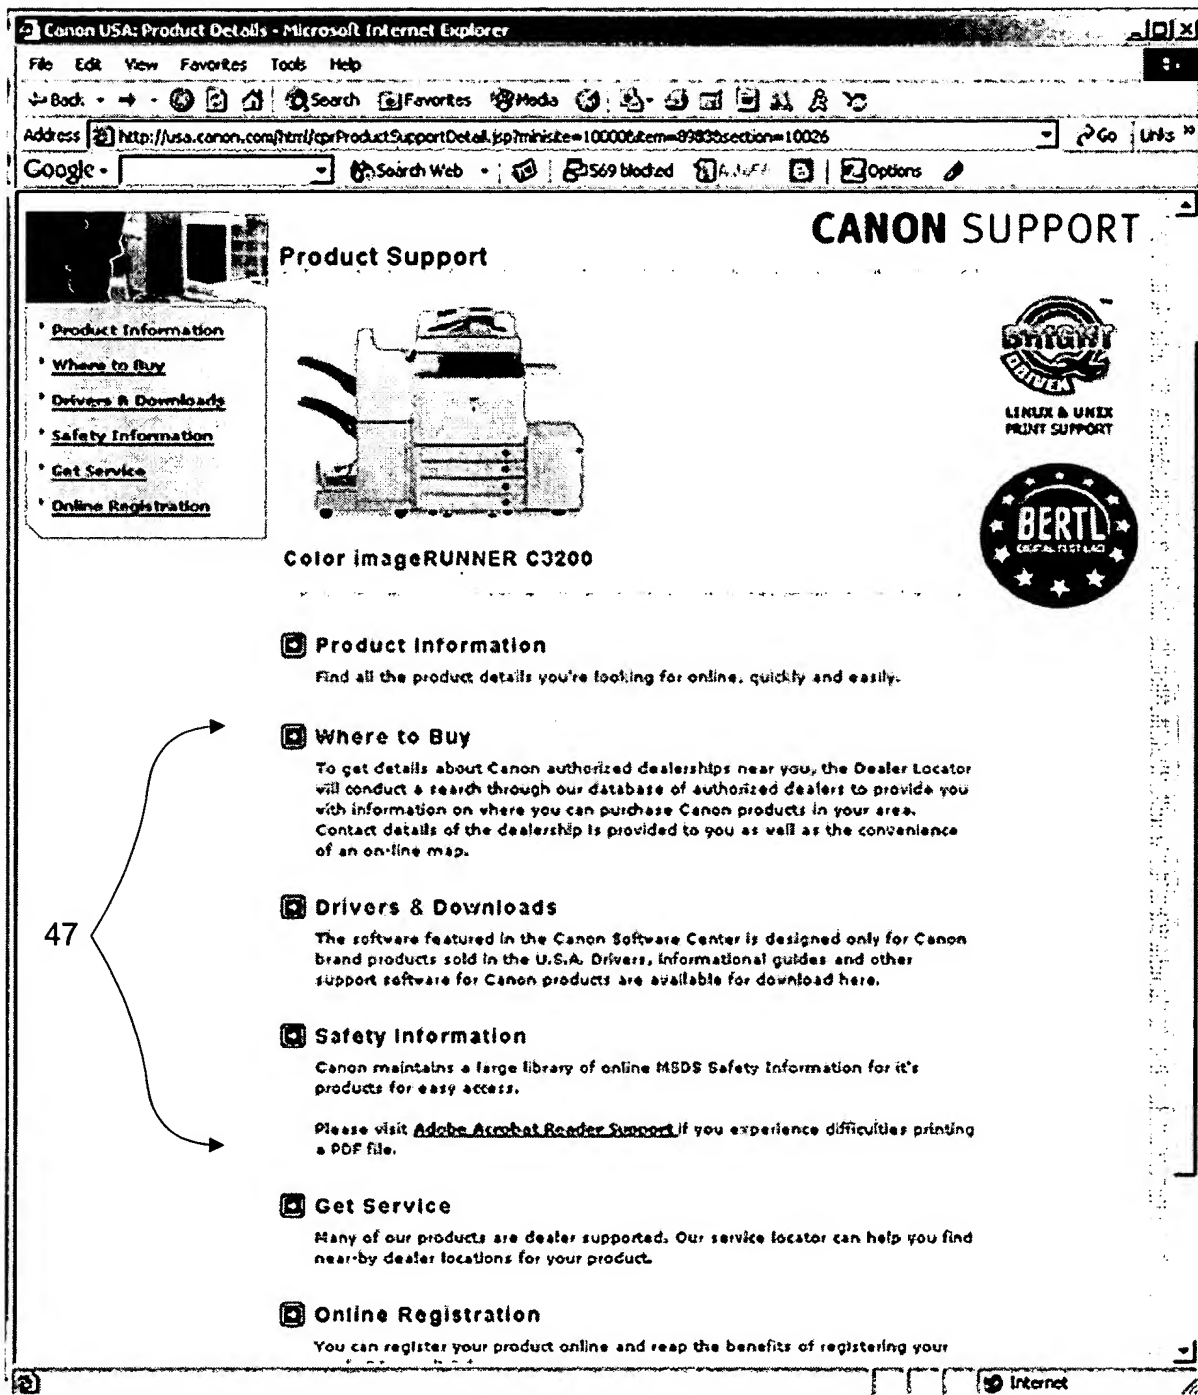 Canon USA: Product Details - Microsoft Internet Explorer
File Edit View Favorites Tools Help
Back Search Favorites Media
Address http://usa.canon.com/html/cprProductSupportDetail.jsp?minisite=10000&item=8983&section=10026 Go Links »
Google Search Web 569 blocked Options
CANON SUPPORT
Product Support
Product Information
Where to Buy
Drivers & Downloads
Safety Information
Get Service
Online Registration
BRIGHT
DRIVEN
LINUX & UNIX
PRINT SUPPORT
BERTL
DIGITAL TEST LAB
Color imageRUNNER C3200
Product Information
Find all the product details you're looking for online, quickly and easily.
Where to Buy
To get details about Canon authorized dealerships near you, the Dealer Locator
will conduct a search through our database of authorized dealers to provide you
with information on where you can purchase Canon products in your area.
Contact details of the dealership is provided to you as well as the convenience
of an on-line map.
47
Drivers & Downloads
The software featured in the Canon Software Center is designed only for Canon
brand products sold in the U.S.A. Drivers, informational guides and other
support software for Canon products are available for download here.
Safety Information
Canon maintains a large library of online MSDS Safety Information for it's
products for easy access.
Please visit Adobe Acrobat Reader Support if you experience difficulties printing
a PDF file.
Get Service
Many of our products are dealer supported. Our service locator can help you find
near-by dealer locations for your product.
Online Registration
You can register your product online and reap the benefits of registering your
Internet